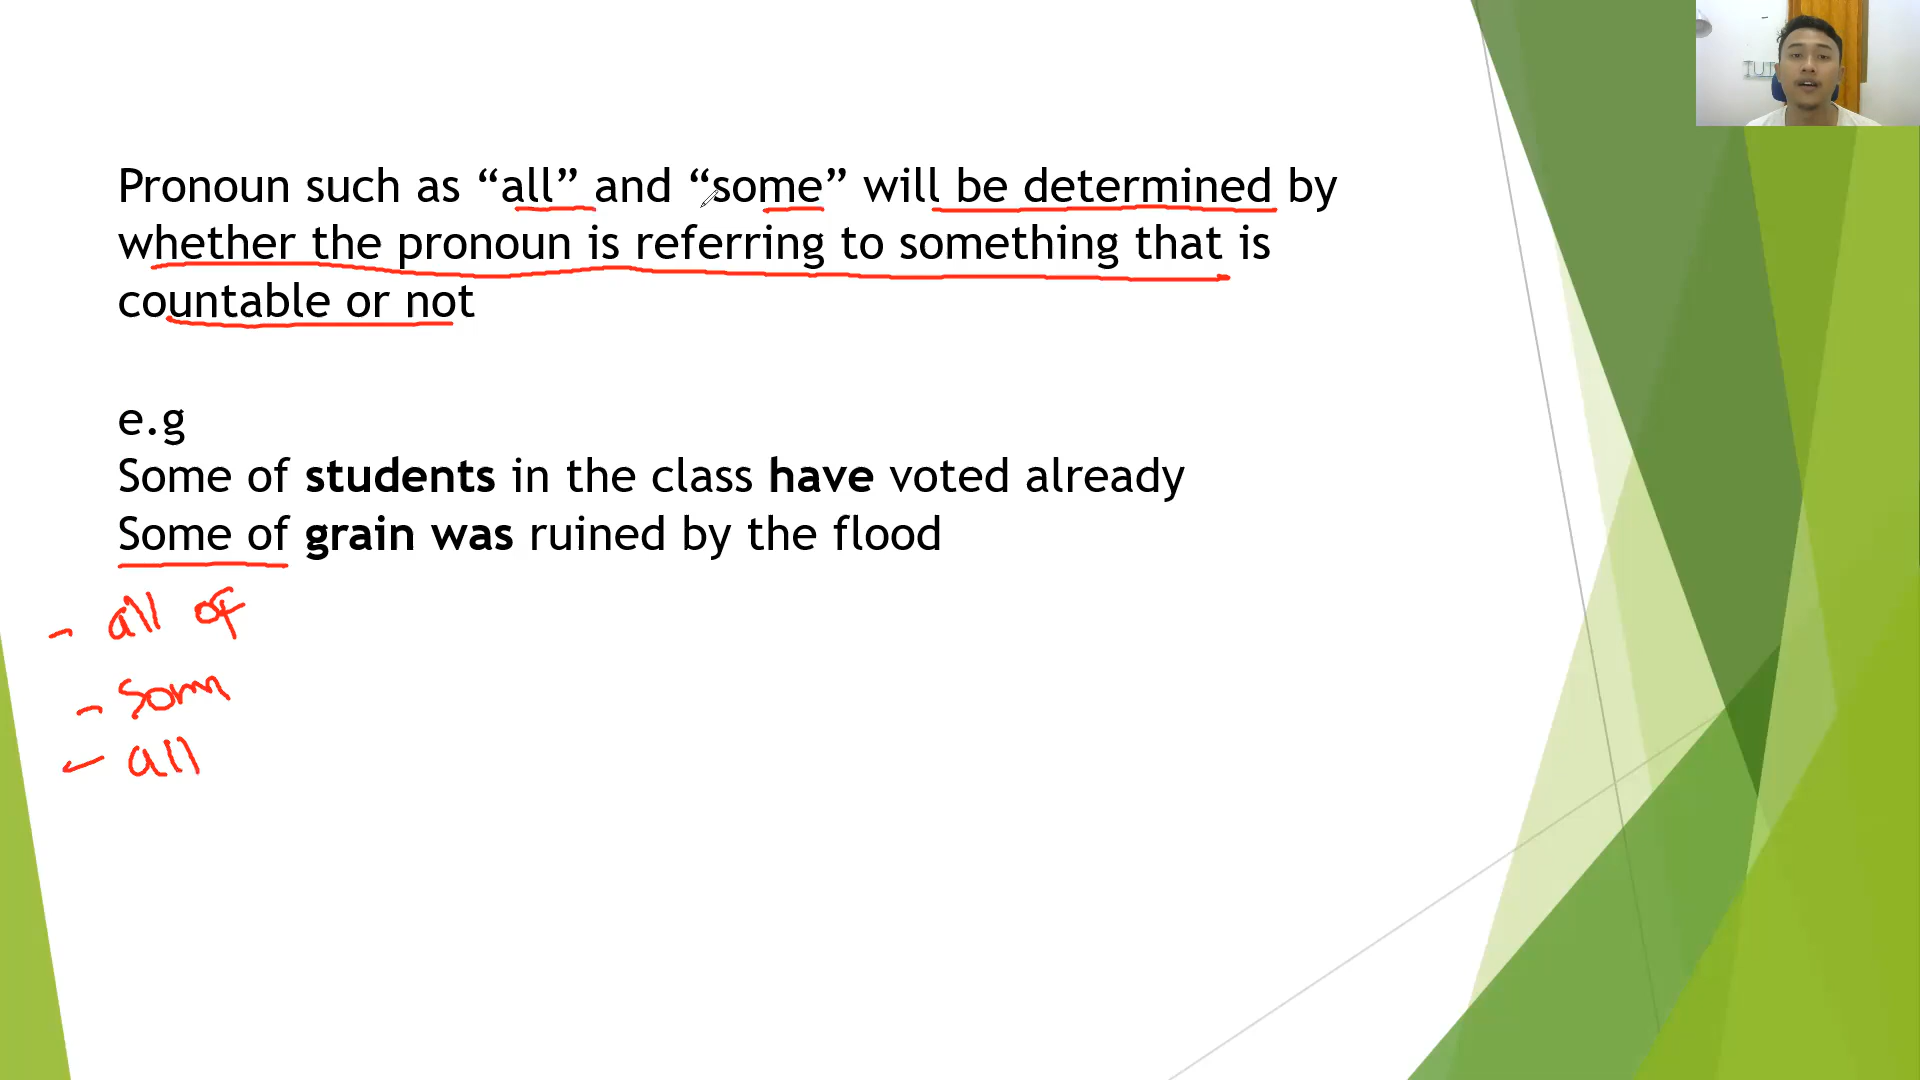 Pronoun such as “all” and “some” will be determined by
whether the pronoun is referring to something that is
countable or not
e.g
Some of students in the class have voted already
Some of grain was ruined by the flood
- all of
- som
- all